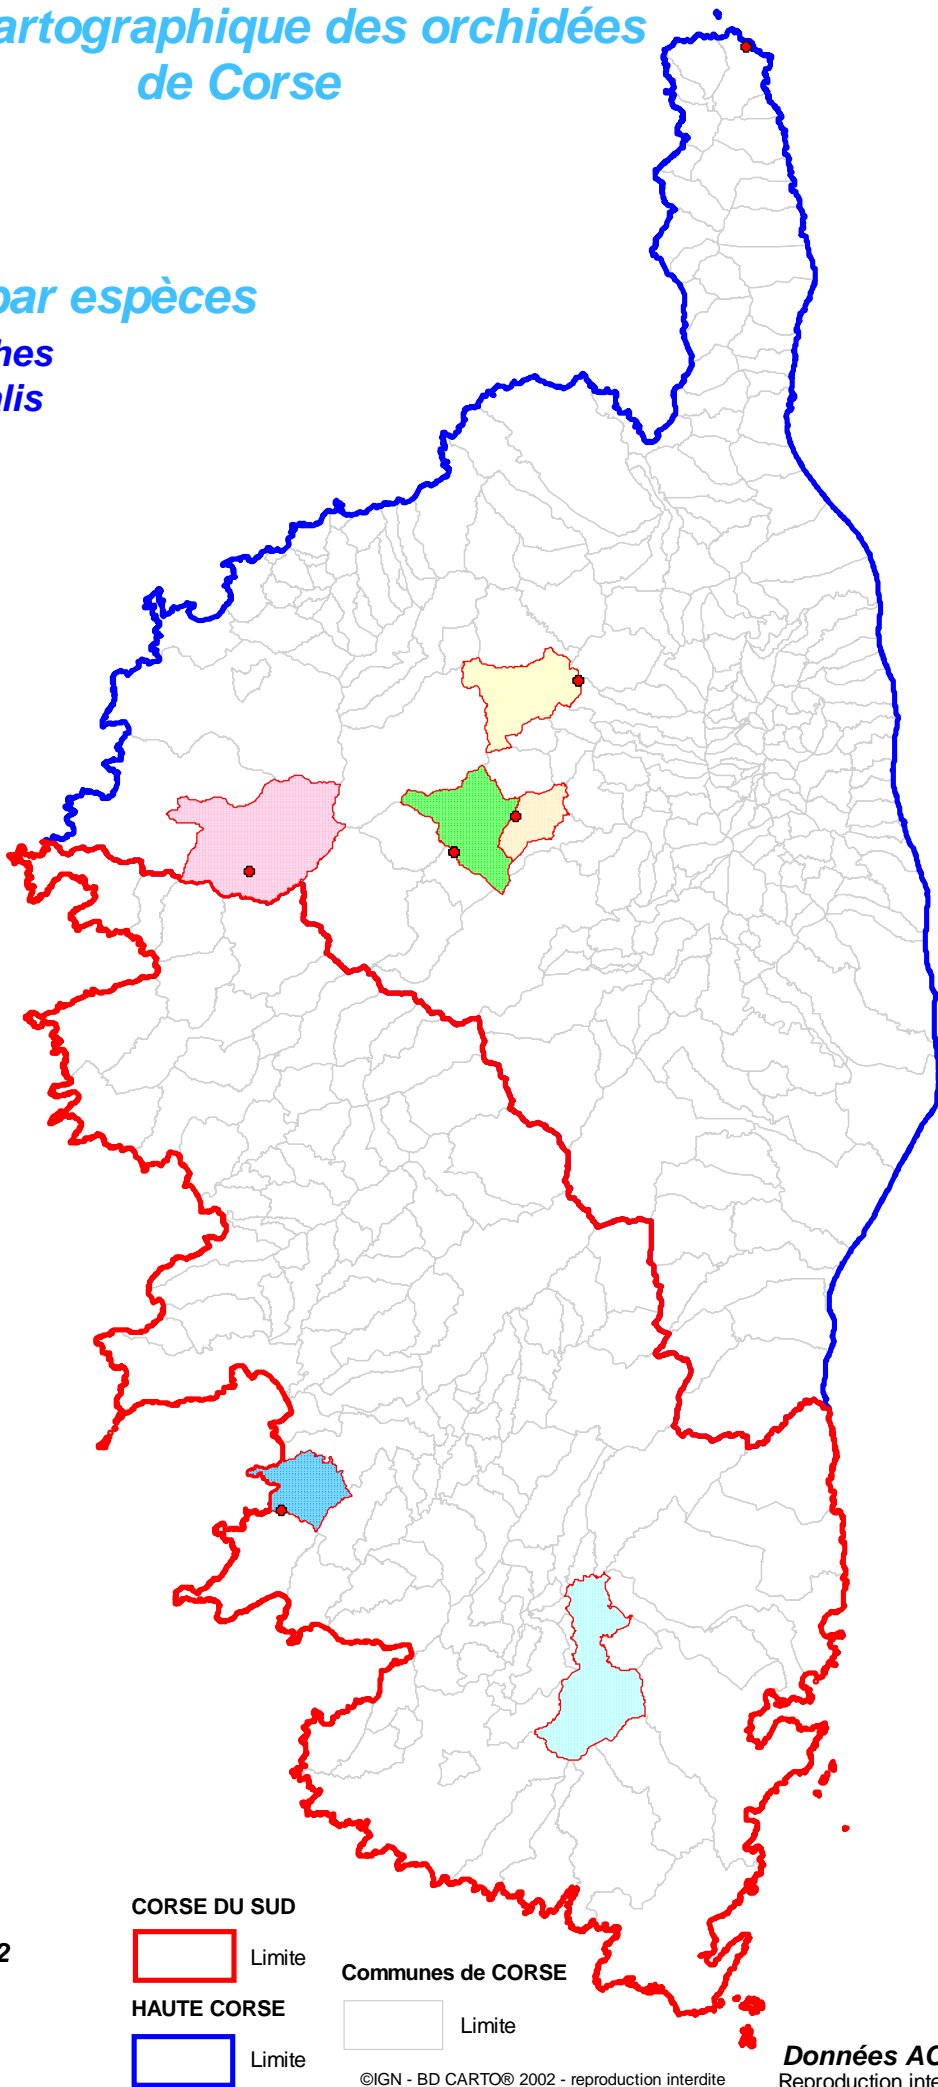 artographique des orchidées
de Corse
par espèces
hes
alis
CORSE DU SUD
2
Limite
Communes de CORSE
HAUTE CORSE
Limite
Limite
Données AC
©IGN - BD CARTO® 2002 - reproduction interdite
Reproduction inte